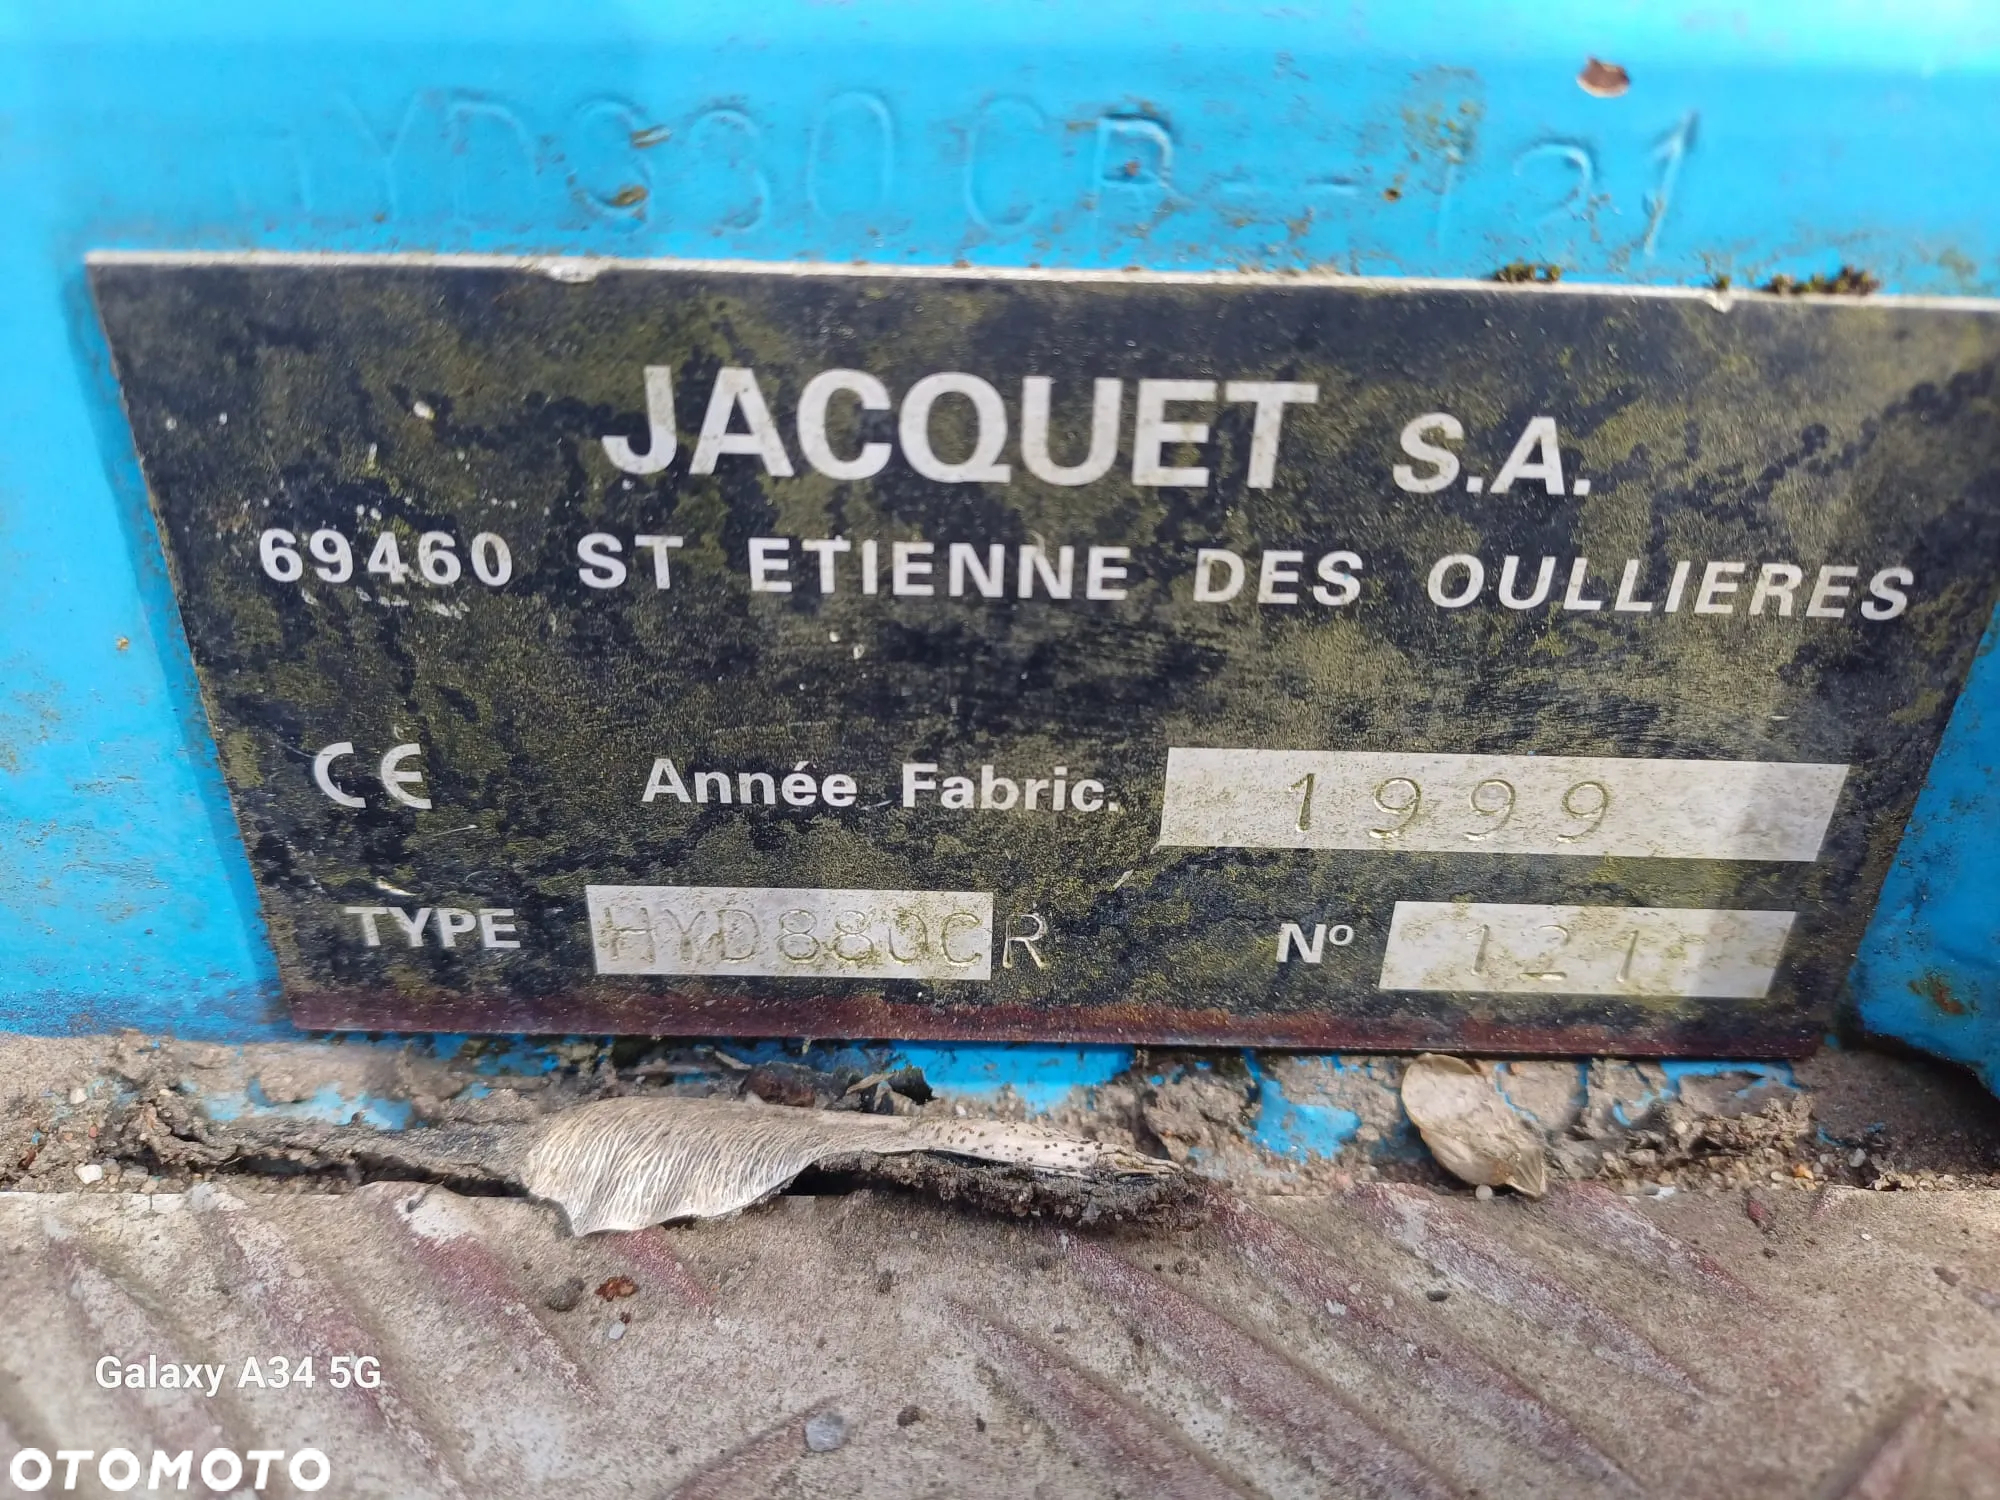 HYD880CR--121
JACQUET S.A.
69460 ST ETIENNE DES OULLIERES
CE Année Fabric. 1999
TYPE HYD880CR Nº 121
Galaxy A34 5G
OTOMOTO